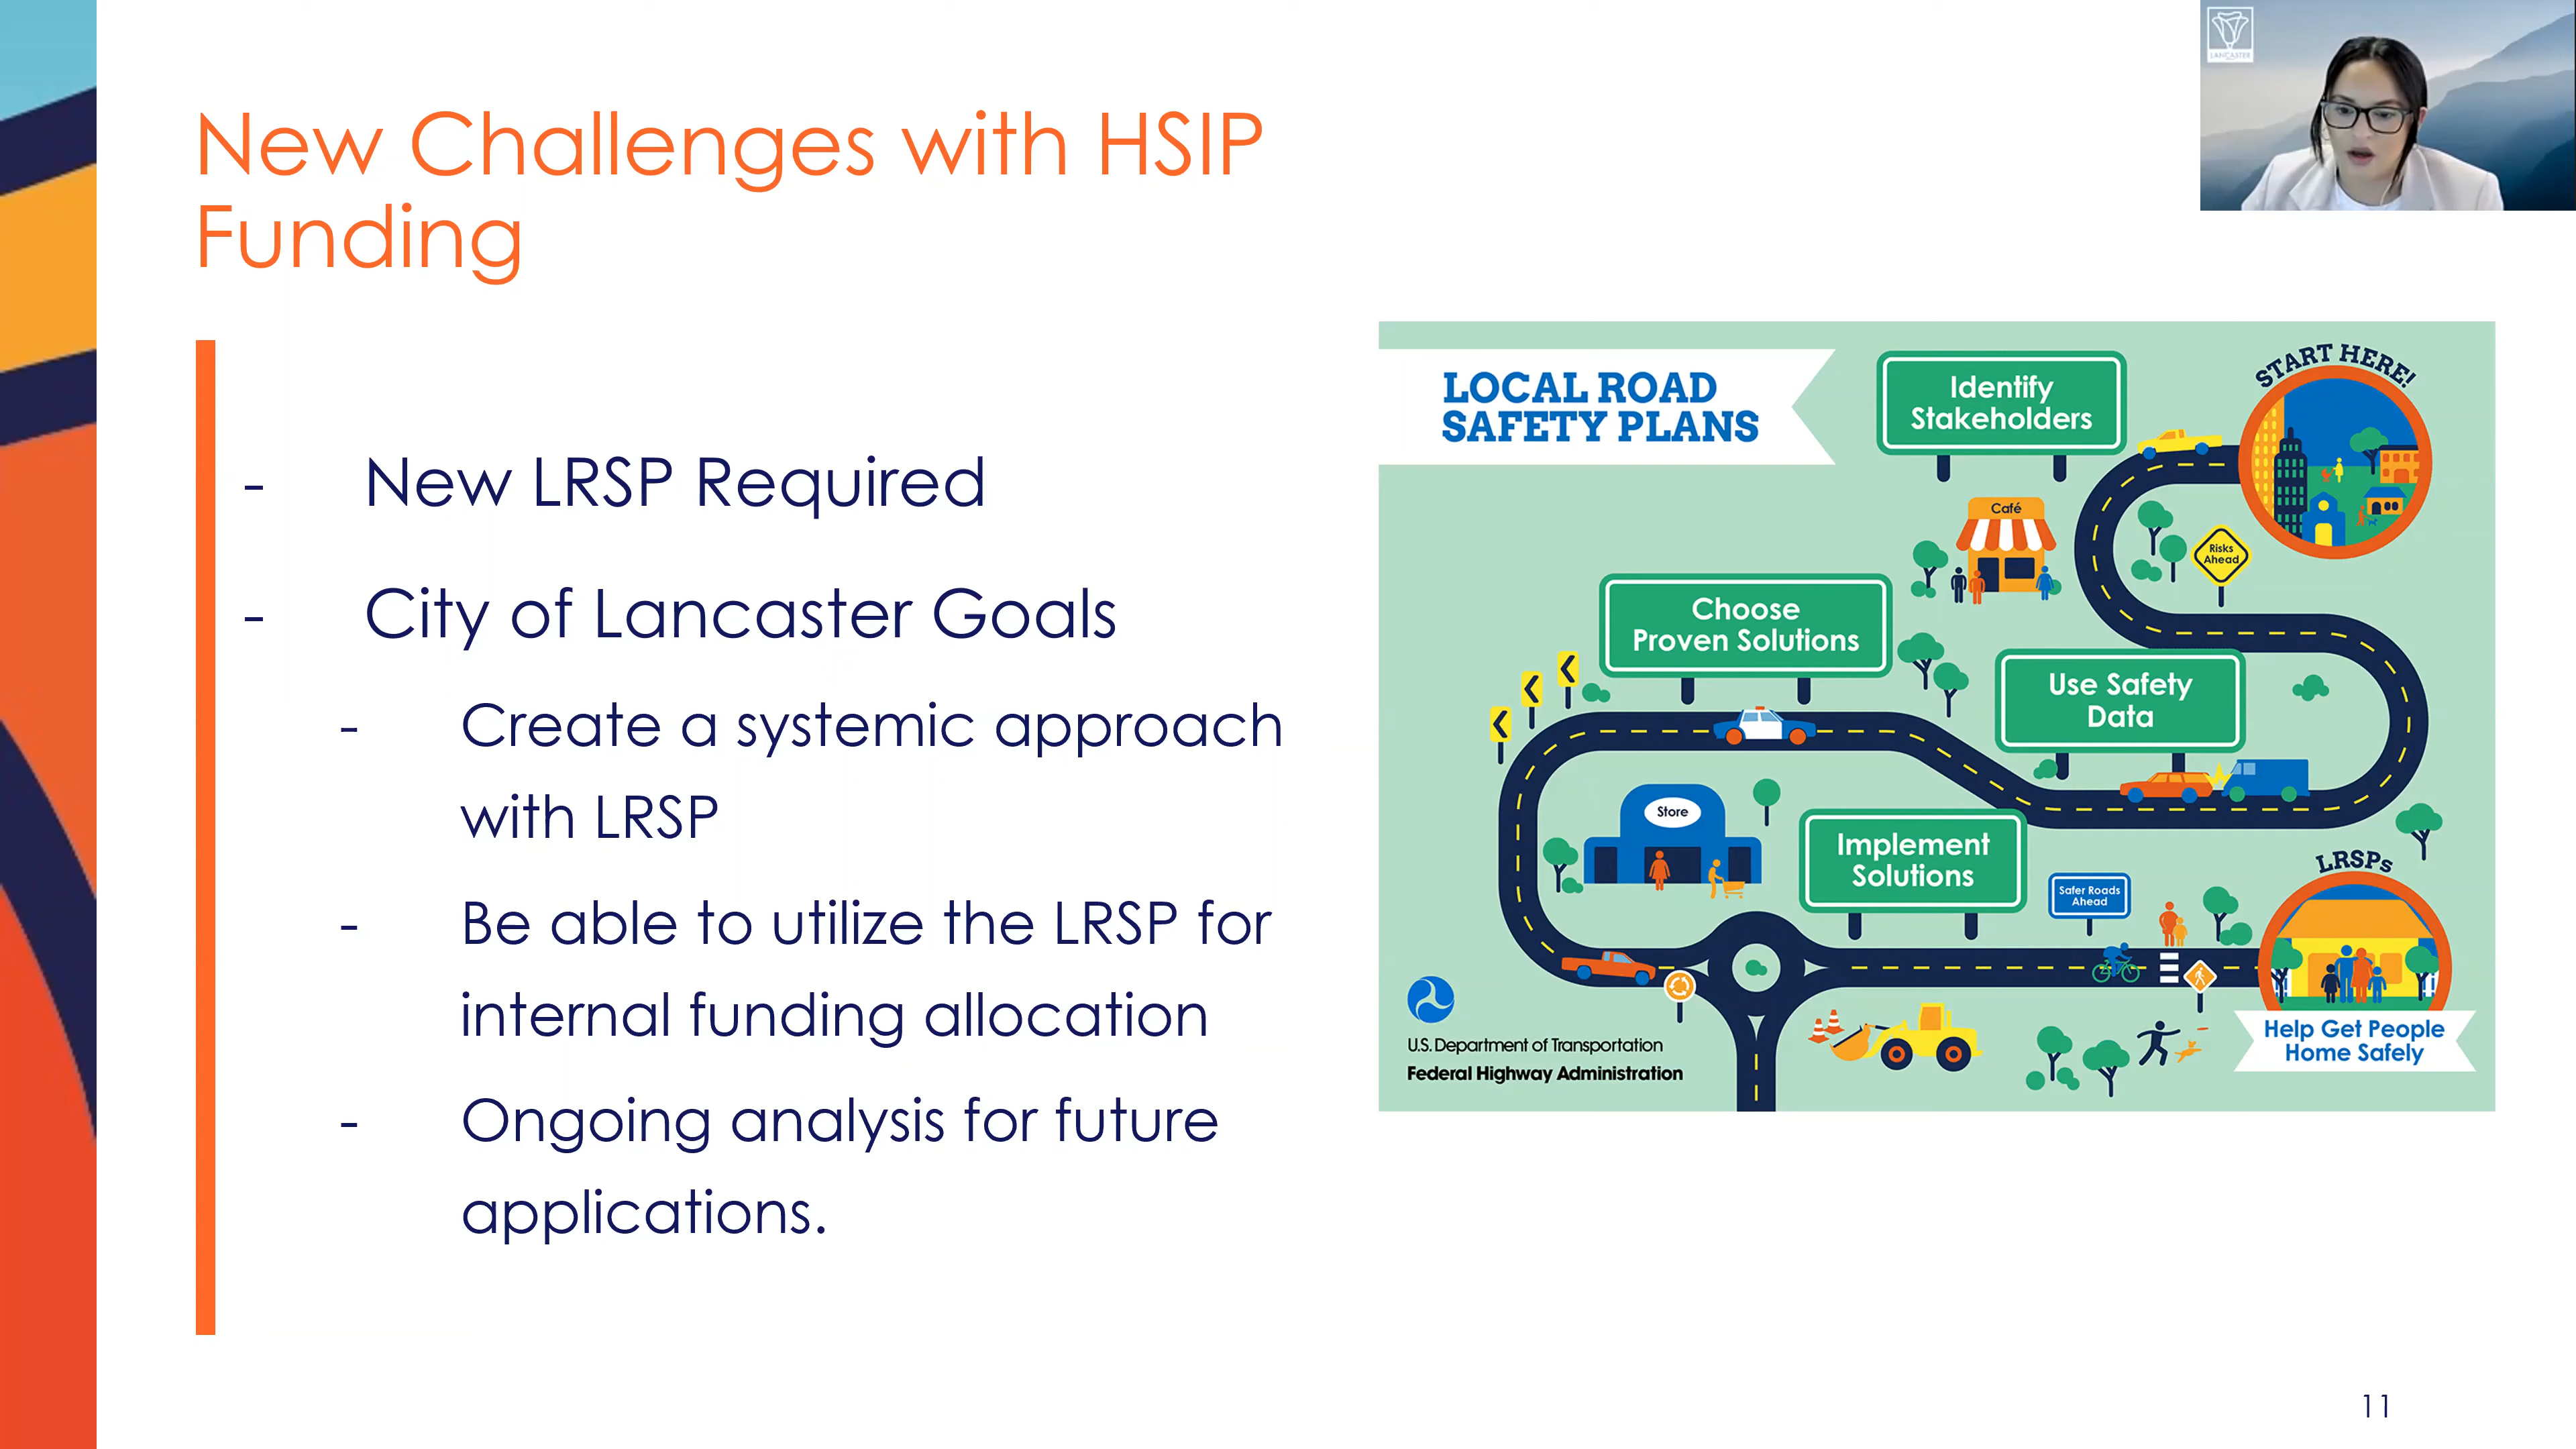 New Challenges with HSIP
Funding
- New LRSP Required
- City of Lancaster Goals
- Create a systemic approach
with LRSP
- Be able to utilize the LRSP for
internal funding allocation
- Ongoing analysis for future
applications.
LANCASTER
LOCAL ROAD
SAFETY PLANS
Identify
Stakeholders
START HERE!
Café
Risks
Ahead
Choose
Proven Solutions
Use Safety
Data
Store
Implement
Solutions
Safer Roads
Ahead
LRSPs
Help Get People
Home Safely
U.S. Department of Transportation
Federal Highway Administration
11